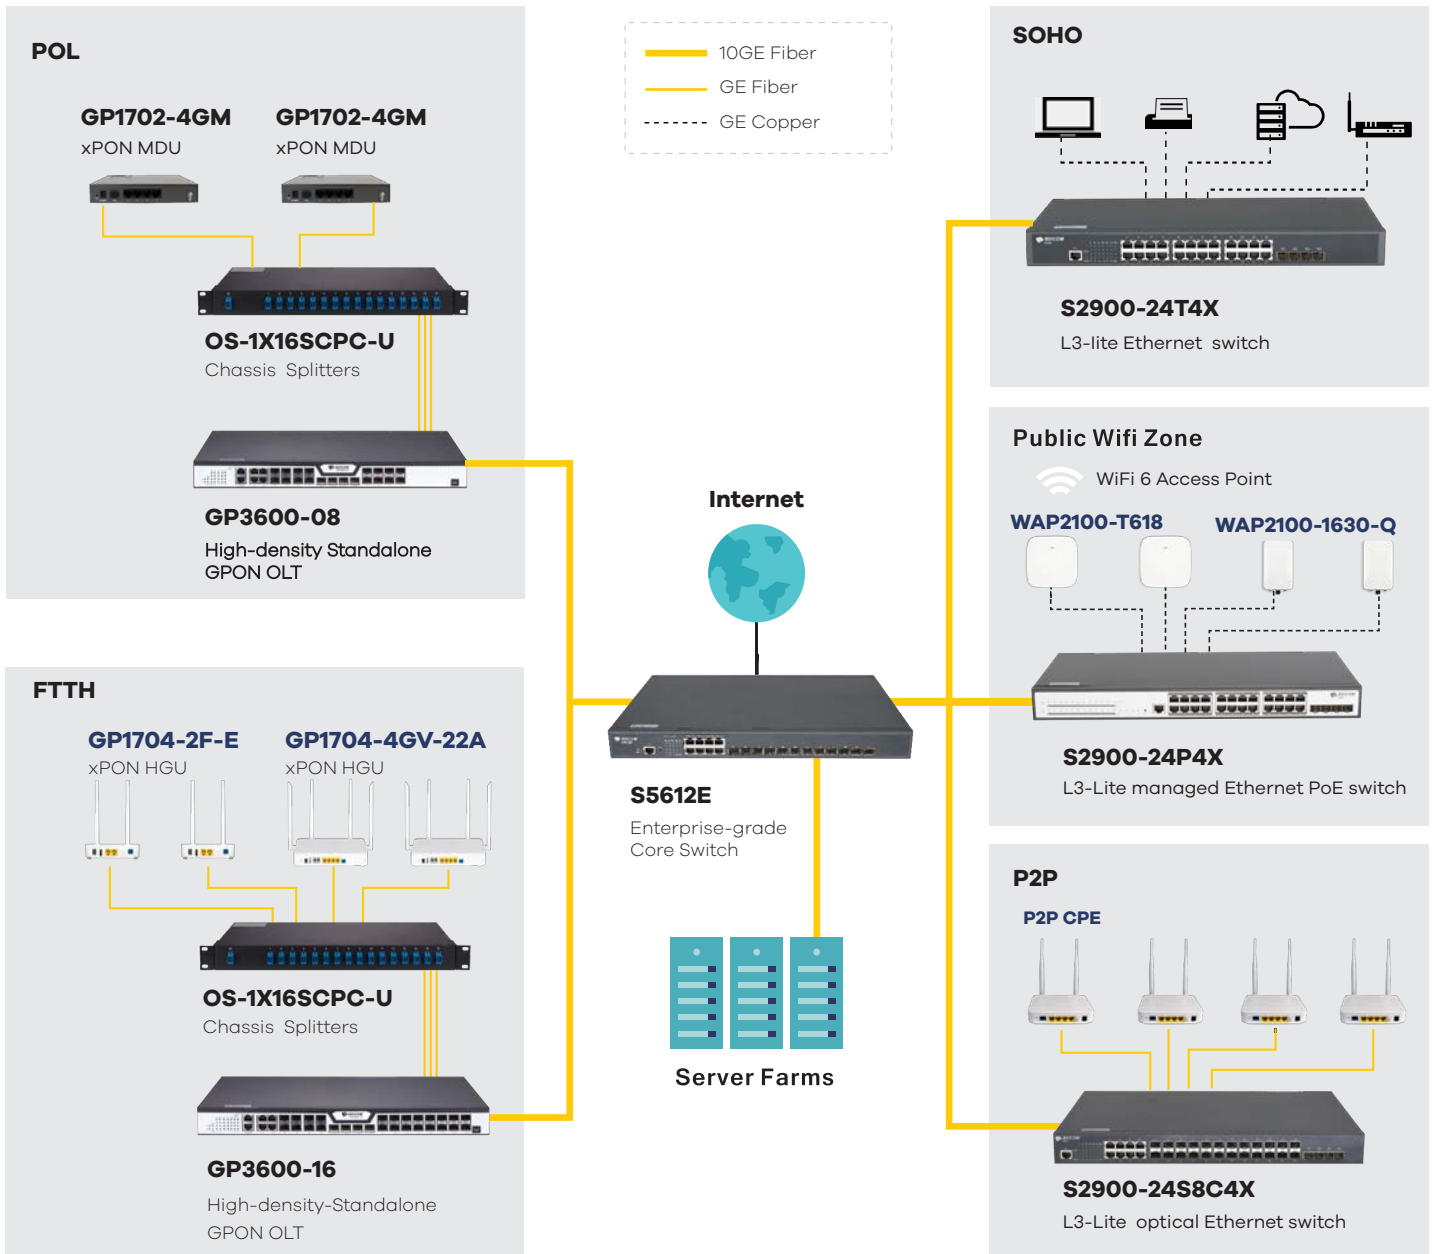 POL
GP1702-4GM
xPON MDU
GP1702-4GM
xPON MDU
OS-1X16SCPC-U
Chassis Splitters
GP3600-08
High-density Standalone
GPON OLT
FTTH
GP1704-2F-E
xPON HGU
GP1704-4GV-22A
xPON HGU
OS-1X16SCPC-U
Chassis Splitters
GP3600-16
High-density-Standalone
GPON OLT
10GE Fiber
GE Fiber
GE Copper
Internet
S5612E
Enterprise-grade
Core Switch
Server Farms
SOHO
S2900-24T4X
L3-lite Ethernet switch
Public Wifi Zone
WiFi 6 Access Point
WAP2100-T618
WAP2100-1630-Q
S2900-24P4X
L3-Lite managed Ethernet PoE switch
P2P
P2P CPE
S2900-24S8C4X
L3-Lite optical Ethernet switch